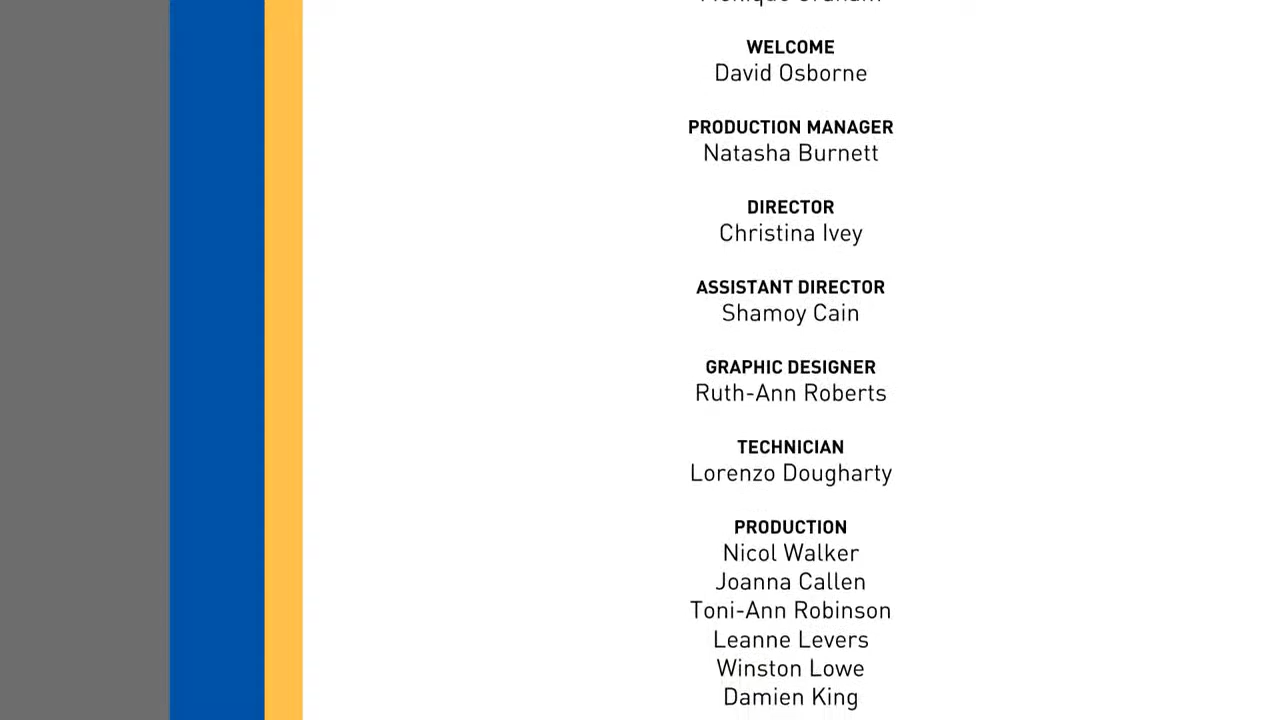 WELCOME
David Osborne
PRODUCTION MANAGER
Natasha Burnett
DIRECTOR
Christina Ivey
ASSISTANT DIRECTOR
Shamoy Cain
GRAPHIC DESIGNER
Ruth-Ann Roberts
TECHNICIAN
Lorenzo Dougharty
PRODUCTION
Nicol Walker
Joanna Callen
Toni-Ann Robinson
Leanne Levers
Winston Lowe
Damien King